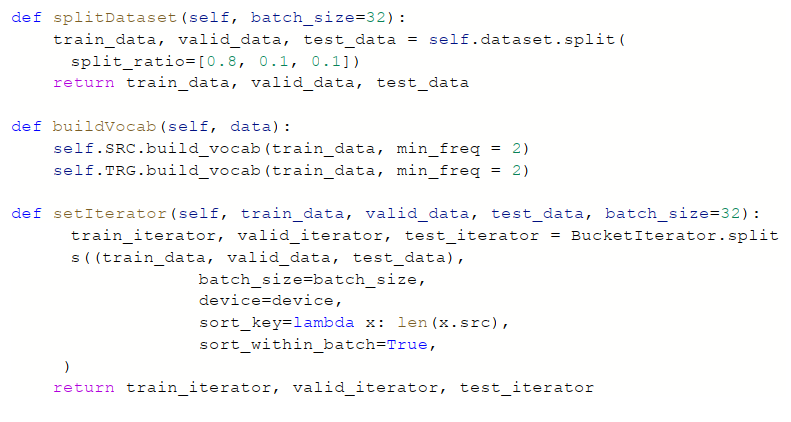 def splitDataset(self, batch_size=32):
    train_data, valid_data, test_data = self.dataset.split(
      split_ratio=[0.8, 0.1, 0.1])
    return train_data, valid_data, test_data

def buildVocab(self, data):
    self.SRC.build_vocab(train_data, min_freq = 2)
    self.TRG.build_vocab(train_data, min_freq = 2)

def setIterator(self, train_data, valid_data, test_data, batch_size=32):
      train_iterator, valid_iterator, test_iterator = BucketIterator.split
      s((train_data, valid_data, test_data),
                  batch_size=batch_size,
                  device=device,
                  sort_key=lambda x: len(x.src),
                  sort_within_batch=True,
     )
    return train_iterator, valid_iterator, test_iterator